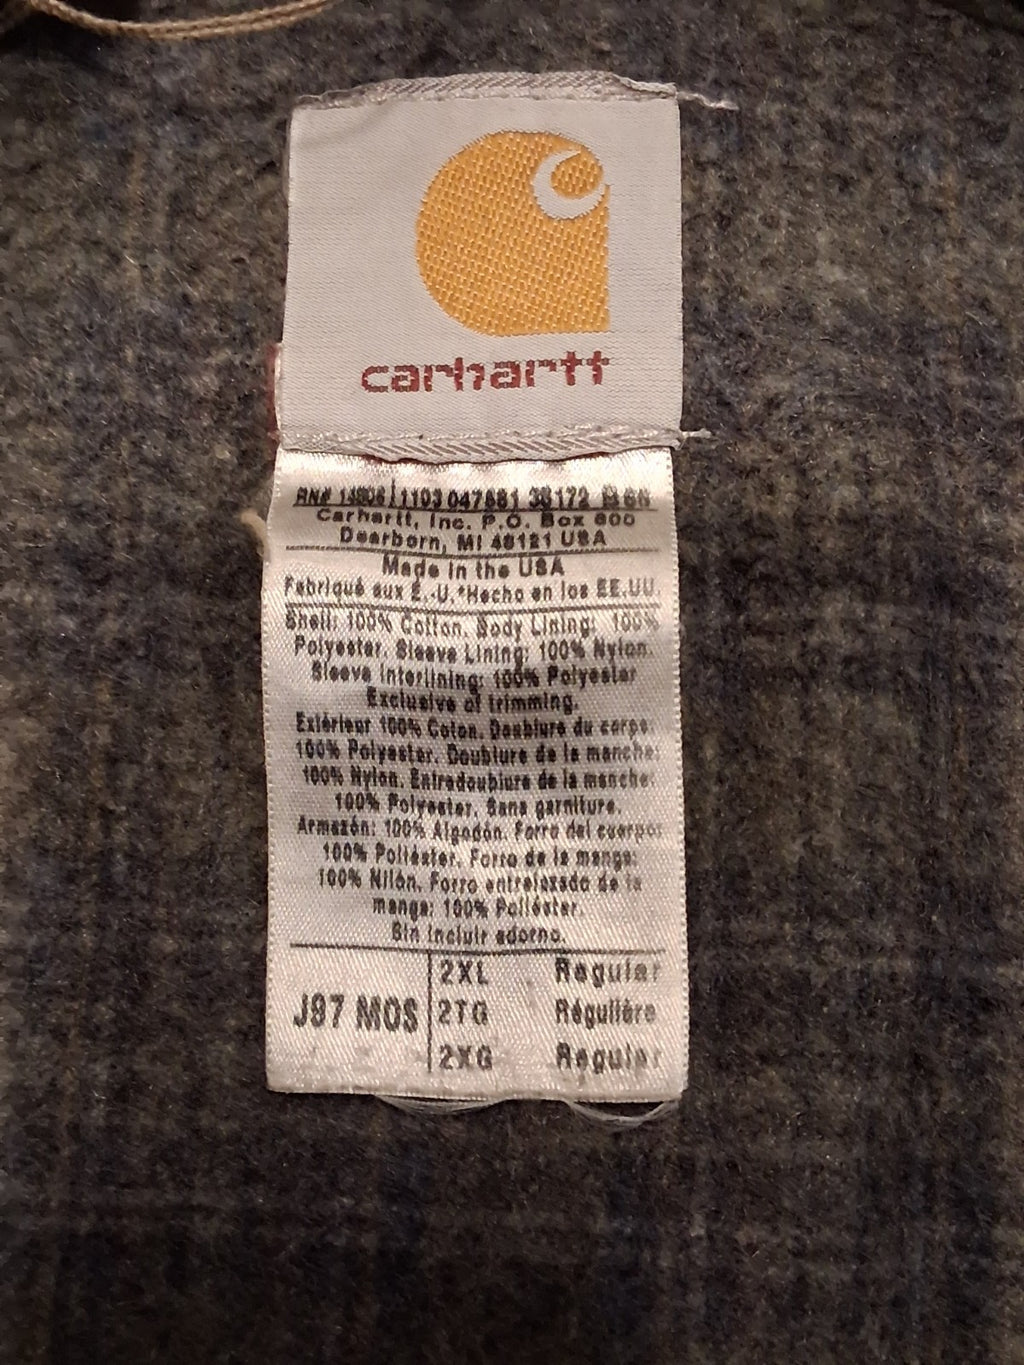 carhartt
RN# 14806 1103 047681 38172
Carhartt, Inc. P.O. Box 600
Dearborn, MI 48121 USA
Made in the USA
Fabriqué aux É.-U.*Hecho en los EE.UU.
Shell: 100% Cotton. Body Lining: 100%
Polyester. Sleeve Lining: 100% Nylon.
Sleeve Interlining: 100% Polyester
Exclusive of trimming.
Extérieur 100% Coton. Doublure du corps:
100% Polyester. Doublure de la manche:
100% Nylon. Entredoublure de la manche:
100% Polyester. Sans garniture.
Armazón: 100% Algodón. Forro del cuerpo:
100% Poliéster. Forro de la manga:
100% Nilón. Forro entrelazado de la
manga: 100% Poliéster.
Sin incluir adorno.
J97 MOS
2XL Regular
2TG Régulière
2XG Regular